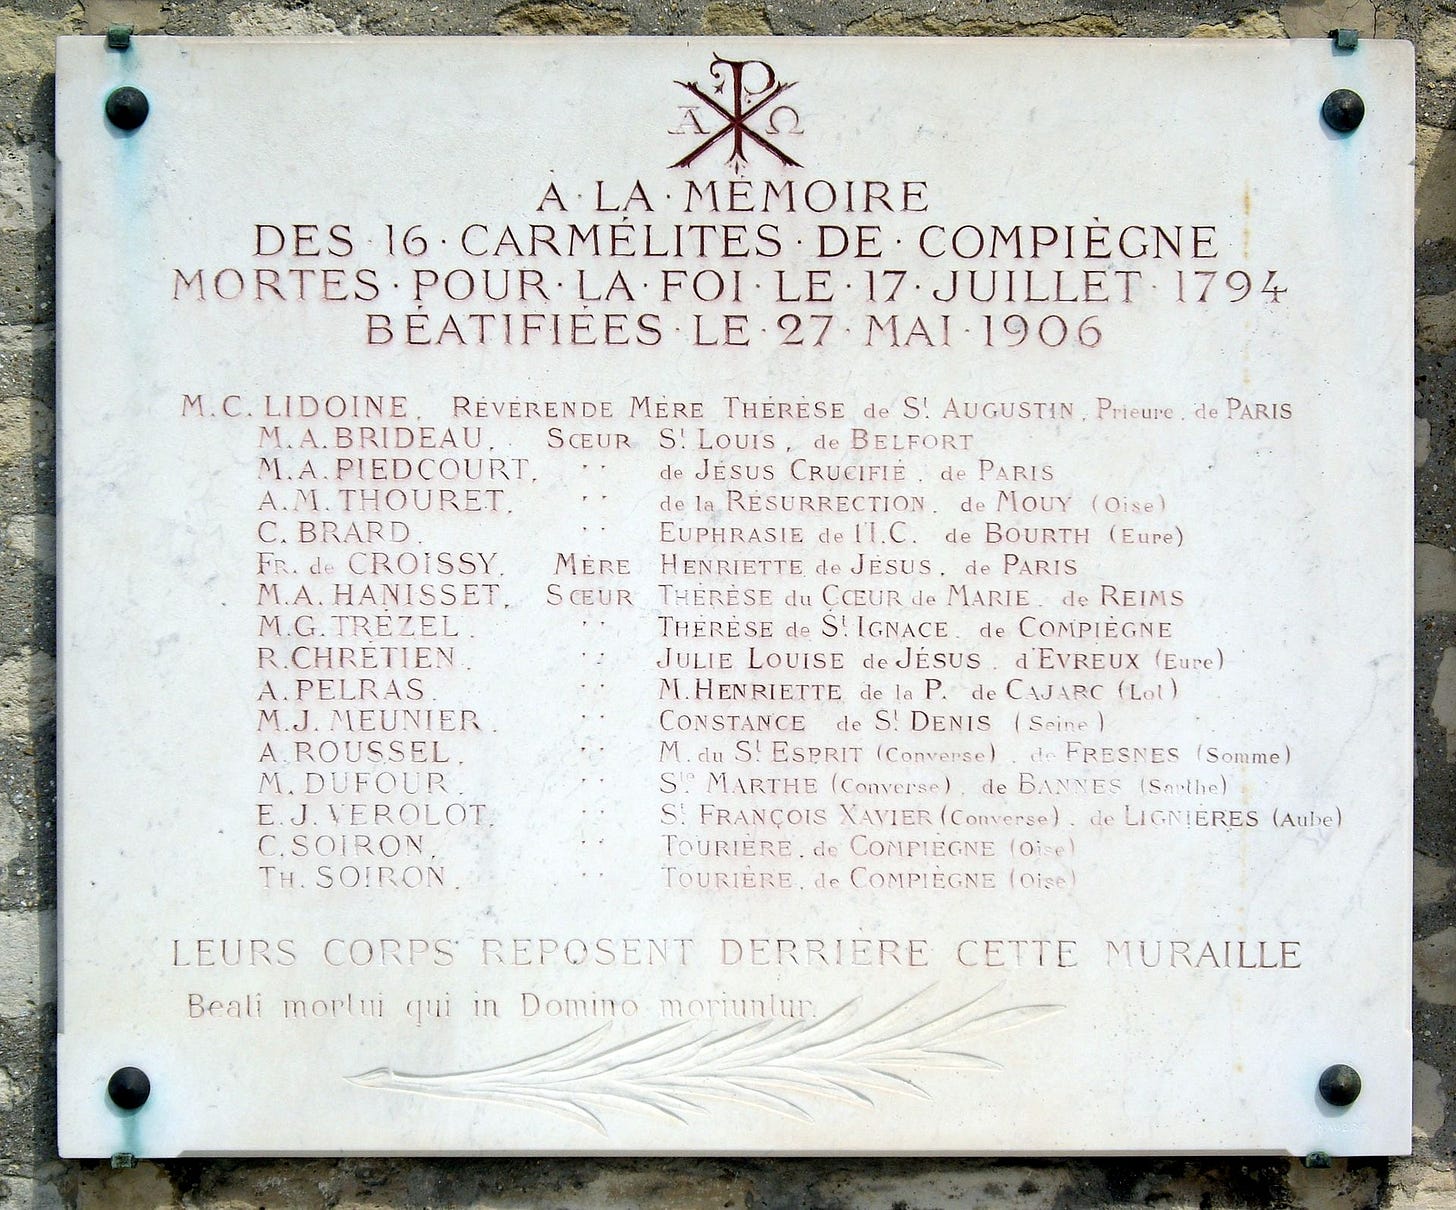 Α Ω
A·LA·MÉMOIRE
DES·16·CARMÉLITES·DE·COMPIÈGNE
MORTES·POUR·LA·FOI·LE·17·JUILLET·1794
BÉATIFIÉES·LE·27·MAI·1906
M.C. LIDOINE, RÉVÉRENDE MÈRE THÉRÈSE de St AUGUSTIN, Prieure, de PARIS
M.A. BRIDEAU, SŒUR St LOUIS, de BELFORT
M.A. PIEDCOURT, '' de JÉSUS CRUCIFIÉ, de PARIS
A.M. THOURET, '' de la RÉSURRECTION, de MOUY (Oise)
C. BRARD, '' EUPHRASIE de l'I.C. de BOURTH (Eure)
FR. de CROISSY, MÈRE HENRIETTE de JÉSUS, de PARIS
M.A. HANISSET, SŒUR THÉRÈSE du CŒUR de MARIE, de REIMS
M.G. TRÉZEL, '' THÉRÈSE de St IGNACE, de COMPIÈGNE
R. CHRÉTIEN, '' JULIE LOUISE de JÉSUS, d'EVREUX (Eure)
A. PELRAS, '' M. HENRIETTE de la P. de CAJARC (Lot)
M.J. MEUNIER, '' CONSTANCE de St DENIS (Seine)
A. ROUSSEL, '' M. du St ESPRIT (Converse), de FRESNES (Somme)
M. DUFOUR, '' Ste MARTHE (Converse), de BANNES (Sarthe)
E.J. VEROLOT, '' St FRANÇOIS XAVIER (Converse), de LIGNIÈRES (Aube)
C. SOIRON, '' TOURIÈRE, de COMPIÈGNE (Oise)
TH. SOIRON, '' TOURIÈRE, de COMPIÈGNE (Oise)
LEURS CORPS REPOSENT DERRIÈRE CETTE MURAILLE
Beati mortui qui in Domino moriuntur.